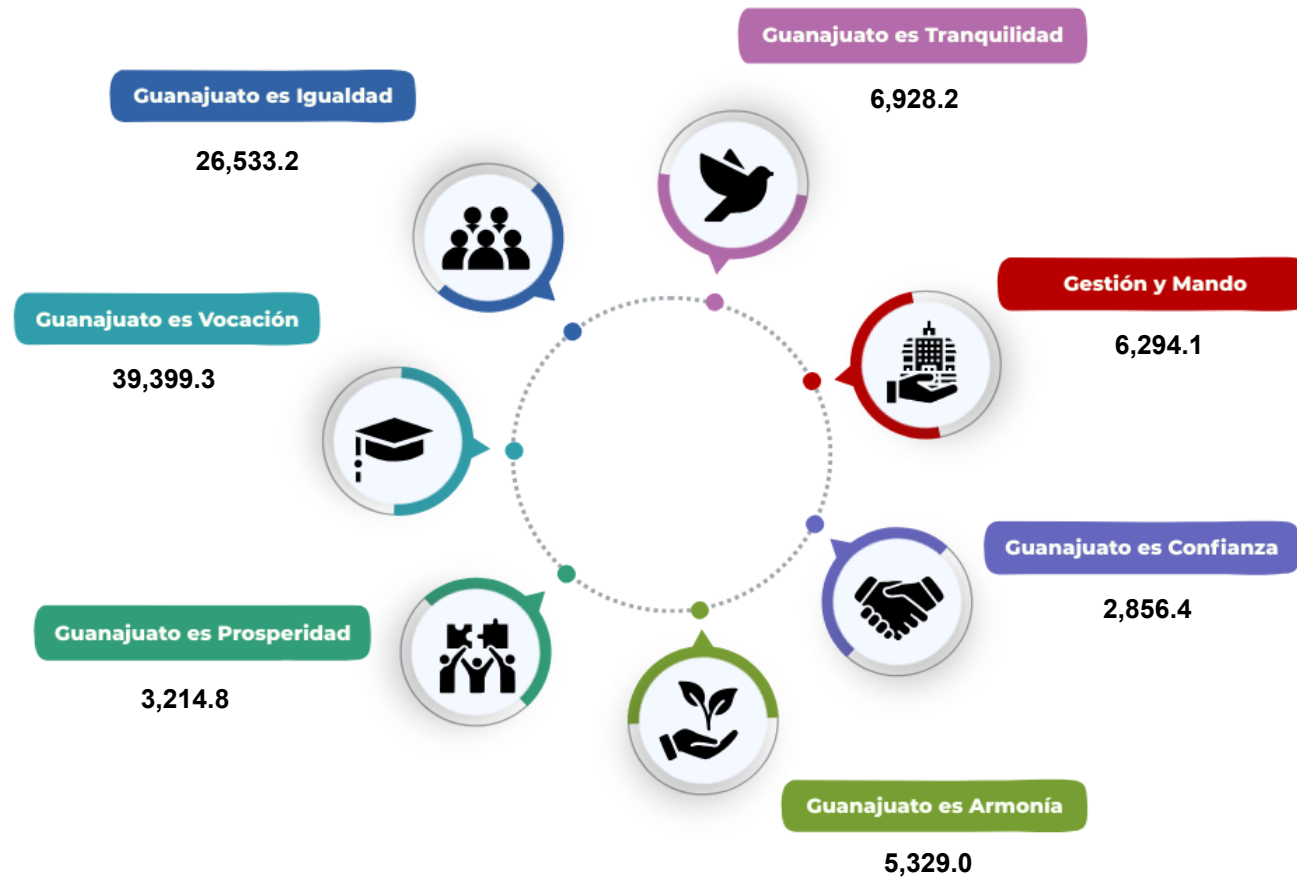 Guanajuato es Tranquilidad
6,928.2
Guanajuato es Igualdad
26,533.2
Gestión y Mando
6,294.1
Guanajuato es Vocación
39,399.3
Guanajuato es Confianza
2,856.4
Guanajuato es Prosperidad
3,214.8
Guanajuato es Armonía
5,329.0